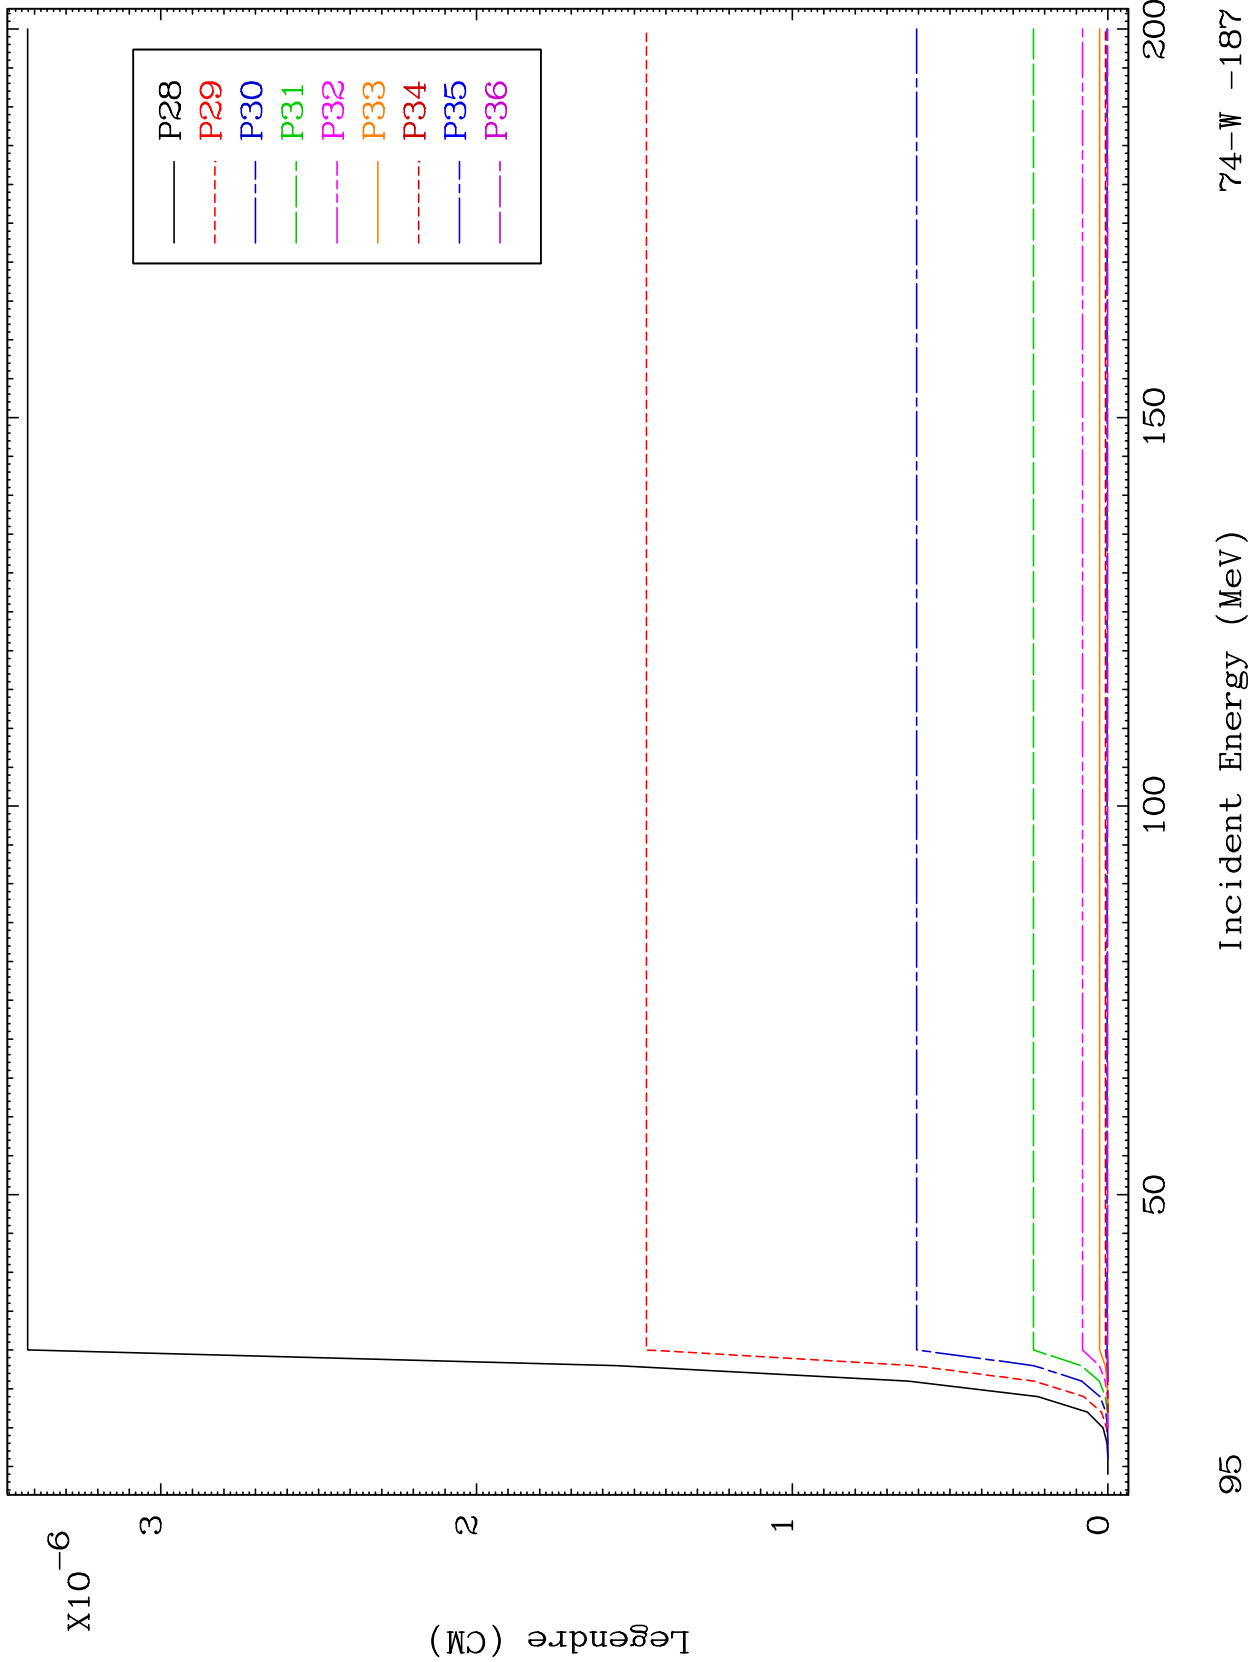 X10
-6
3
2
1
0
Legendre (CM)
P28
P29
P30
P31
P32
P33
P34
P35
P36
50
100
150
200
Incident Energy (MeV)
95
74-W -187